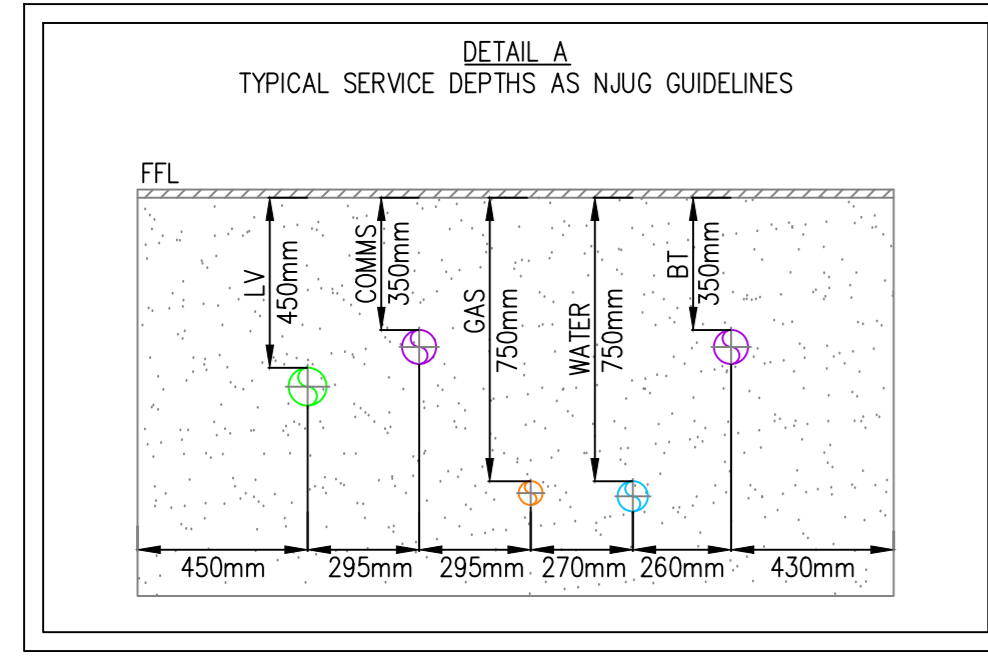 DETAIL A
TYPICAL SERVICE DEPTHS AS NJUG GUIDELINES
FFL
LV
450mm
COMMS
350mm
GAS
750mm
WATER
750mm
BT
350mm
450mm
295mm
295mm
270mm
260mm
430mm